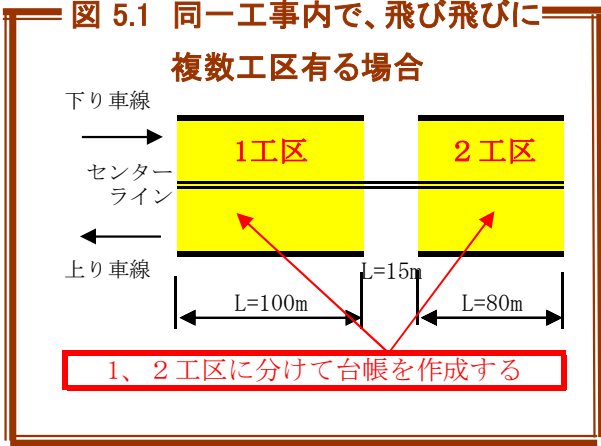 図 5.1 同一工事内で、飛び飛びに
複数工区有る場合
下り車線
1工区
２工区
センター
ライン
上り車線
L=15m
L=100m
L=80m
1、２工区に分けて台帳を作成する